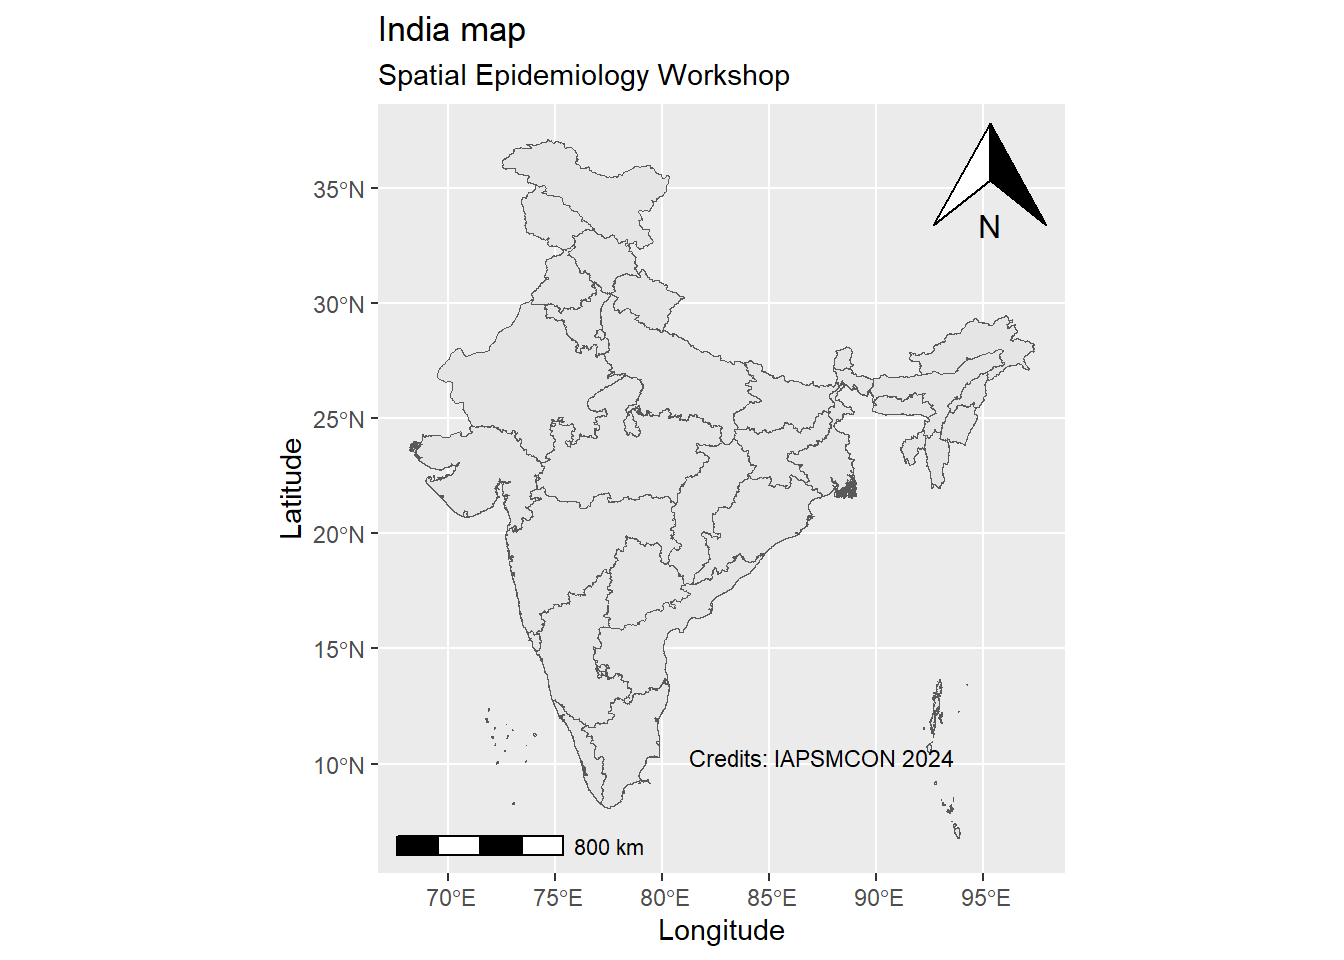 India map
Spatial Epidemiology Workshop
N
35°N
30°N
25°N
20°N
15°N
10°N
Latitude
Credits: IAPSMCON 2024
800 km
70°E 75°E 80°E 85°E 90°E 95°E
Longitude